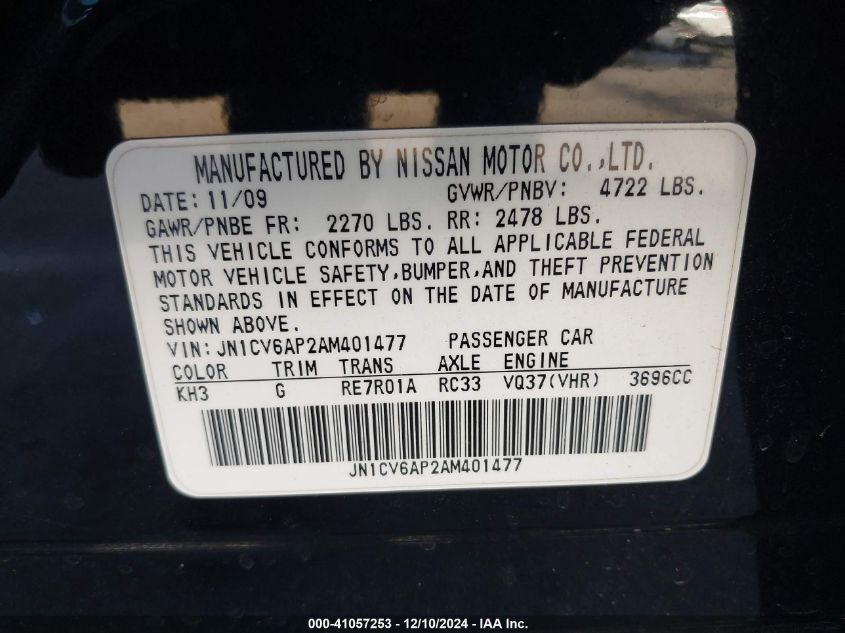 MANUFACTURED BY NISSAN MOTOR CO.,LTD.
DATE: 11/09 GVWR/PNBV: 4722 LBS.
GAWR/PNBE FR: 2270 LBS. RR: 2478 LBS.
THIS VEHICLE CONFORMS TO ALL APPLICABLE FEDERAL
MOTOR VEHICLE SAFETY,BUMPER,AND THEFT PREVENTION
STANDARDS IN EFFECT ON THE DATE OF MANUFACTURE
SHOWN ABOVE.
VIN:JN1CV6AP2AM401477 PASSENGER CAR
COLOR TRIM TRANS AXLE ENGINE
KH3 G RE7R01A RC33 VQ37(VHR) 3696CC
JN1CV6AP2AM401477
000-41057253 - 12/10/2024 - IAA Inc.